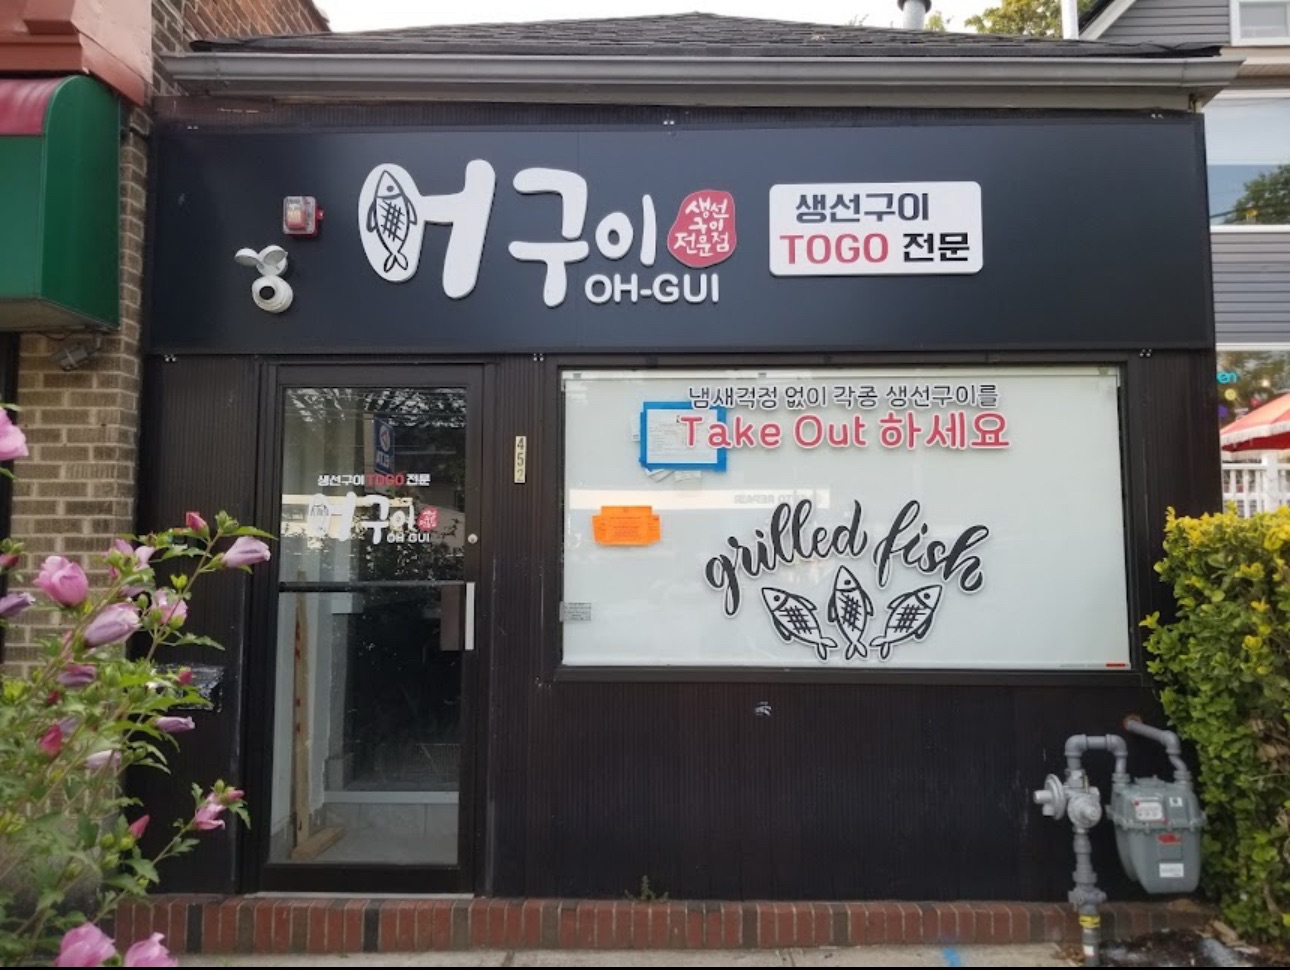 어구이
생선
구이
전문점
OH-GUI
생선구이
TOGO 전문
냄새걱정 없이 각종 생선구이를
Take Out 하세요
grilled fish
452
생선구이TOGO전문
어구이
OH GUI